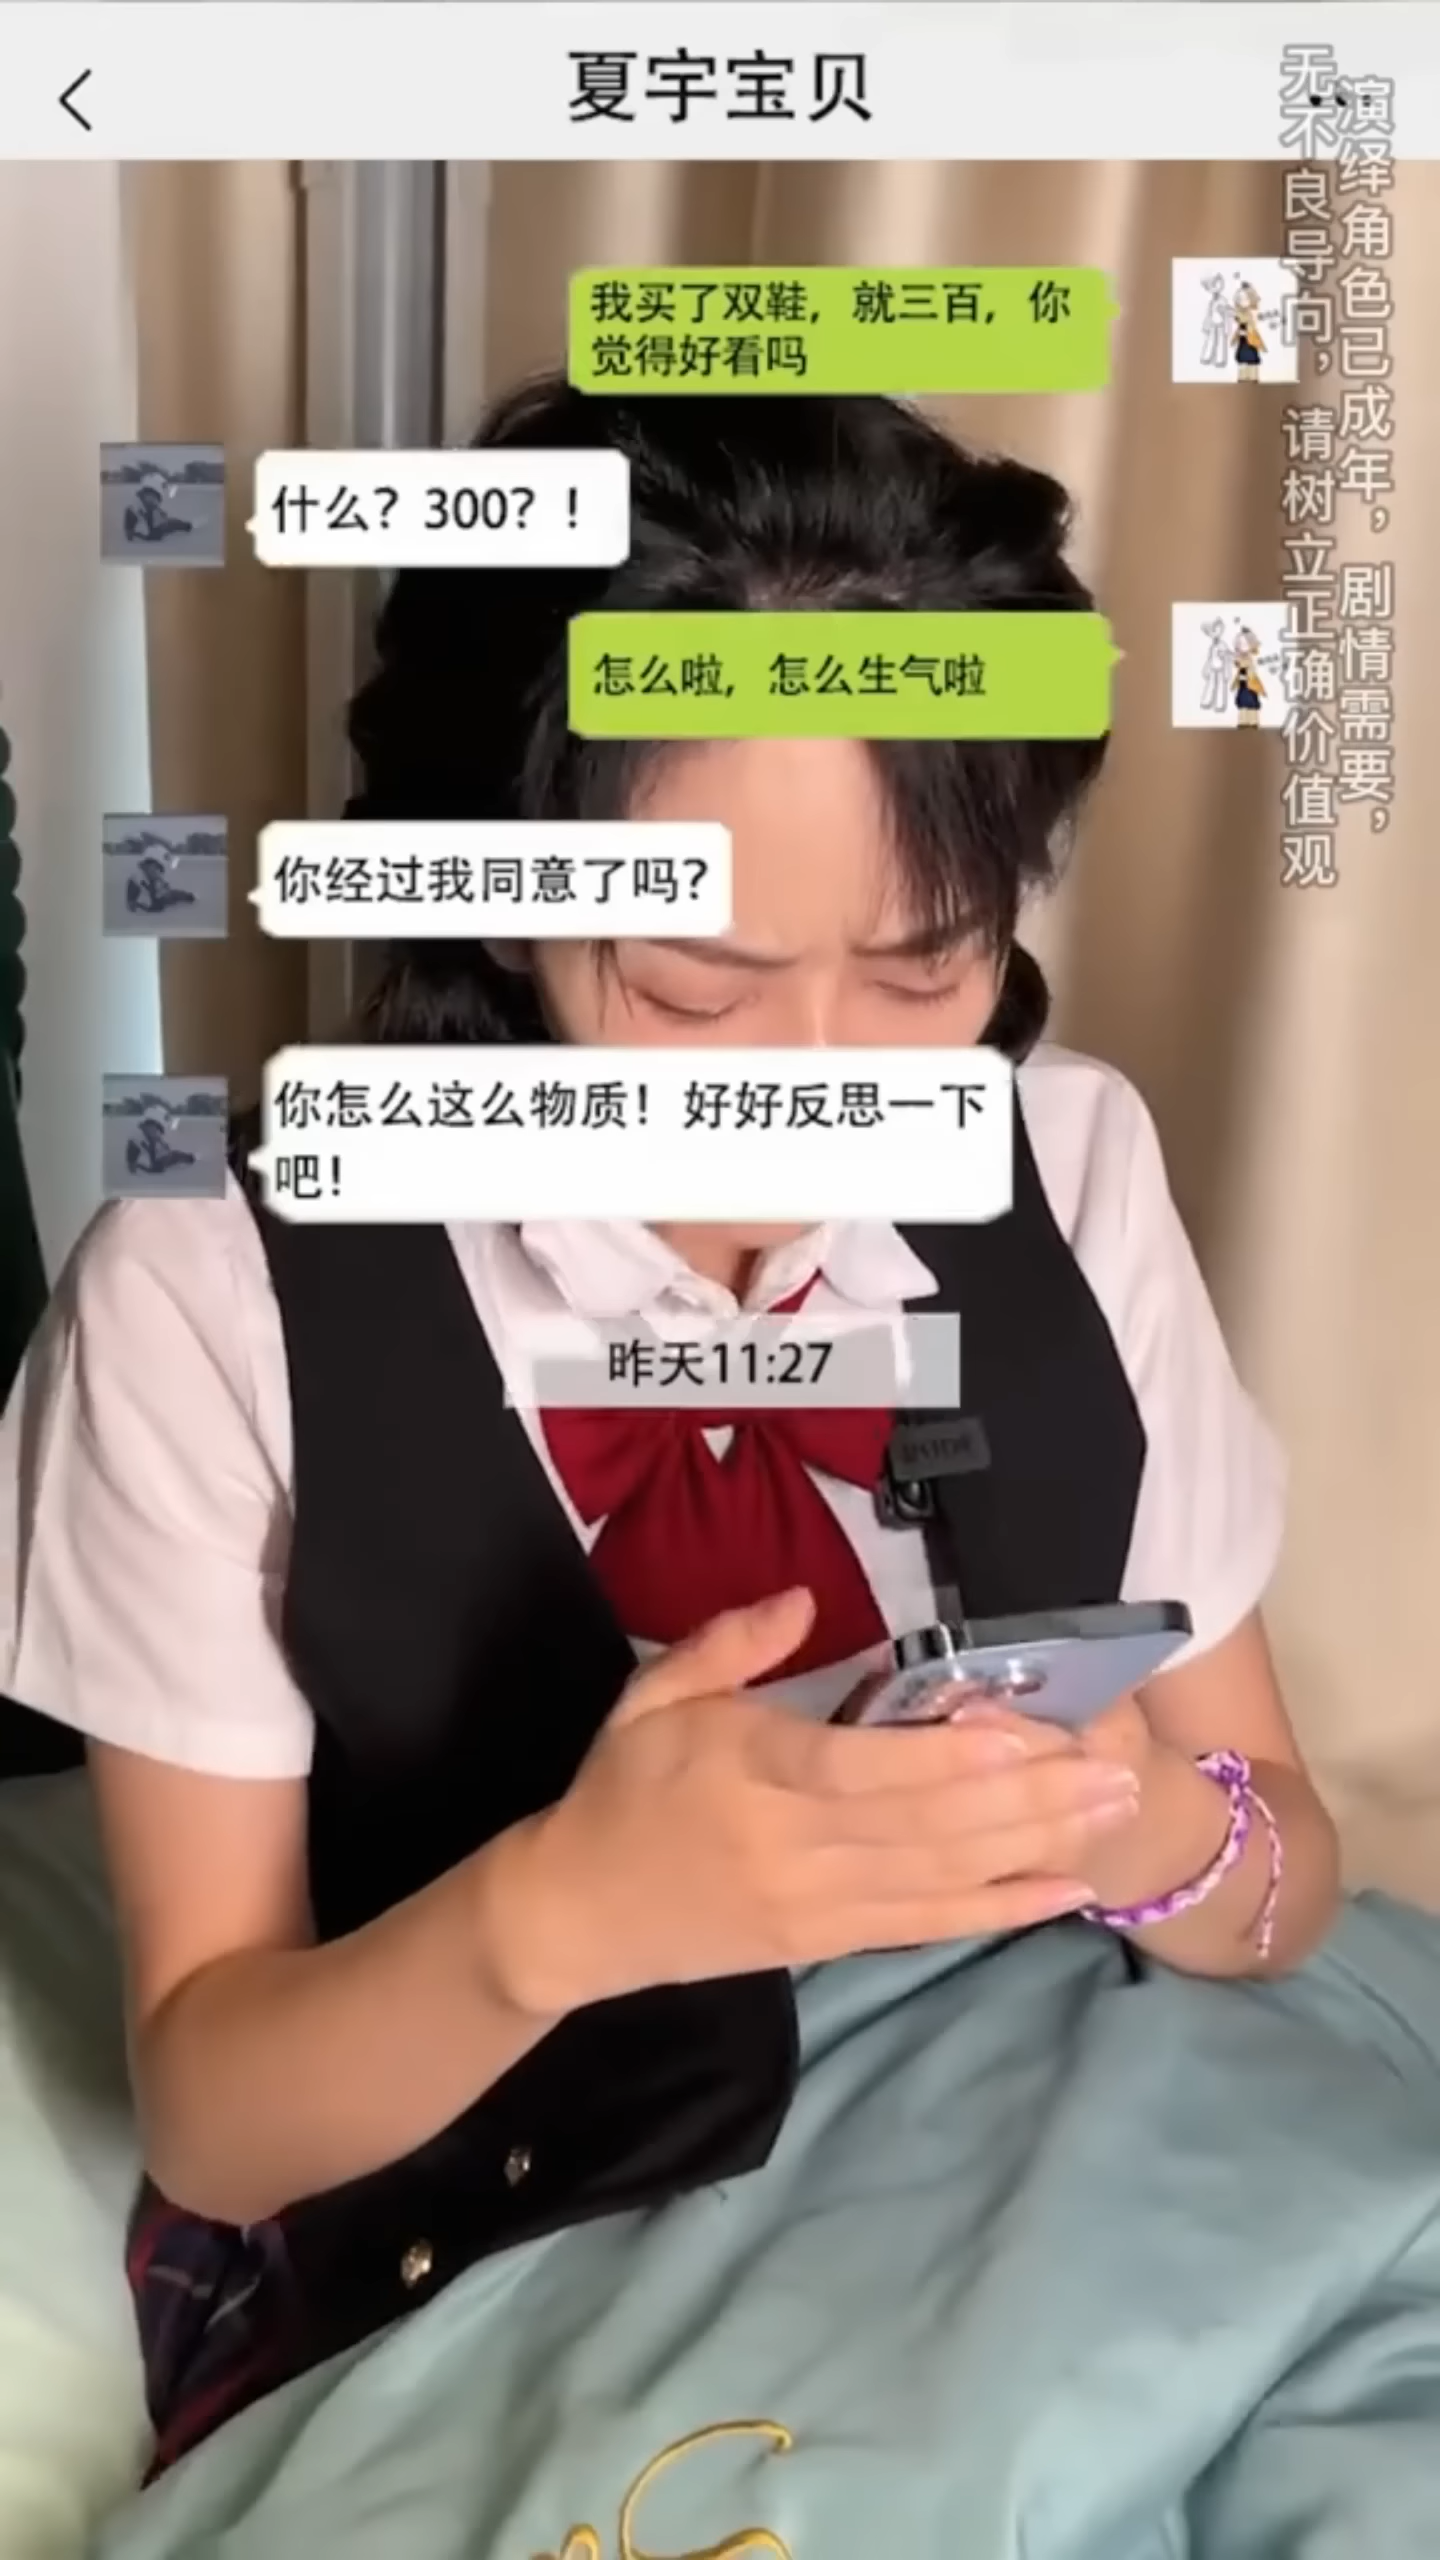 夏宇宝贝
演绎角色已成年，剧情需要，
无不良导向，请树立正确价值观
我买了双鞋，就三百，你
觉得好看吗
什么？300？！
怎么啦，怎么生气啦
你经过我同意了吗？
你怎么这么物质！好好反思一下
吧！
昨天11:27